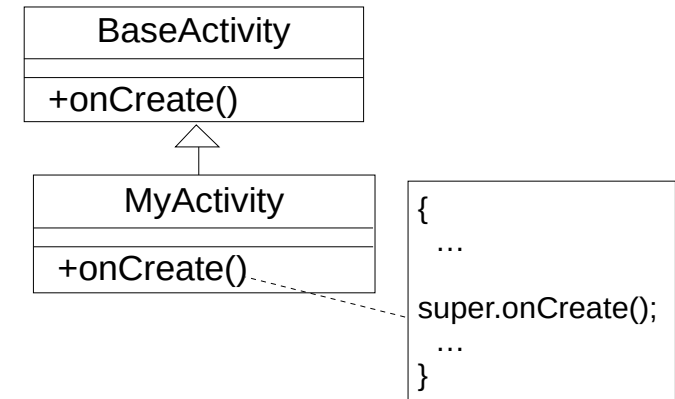 BaseActivity
+onCreate()
MyActivity
+onCreate()
{
…
super.onCreate();
…
}